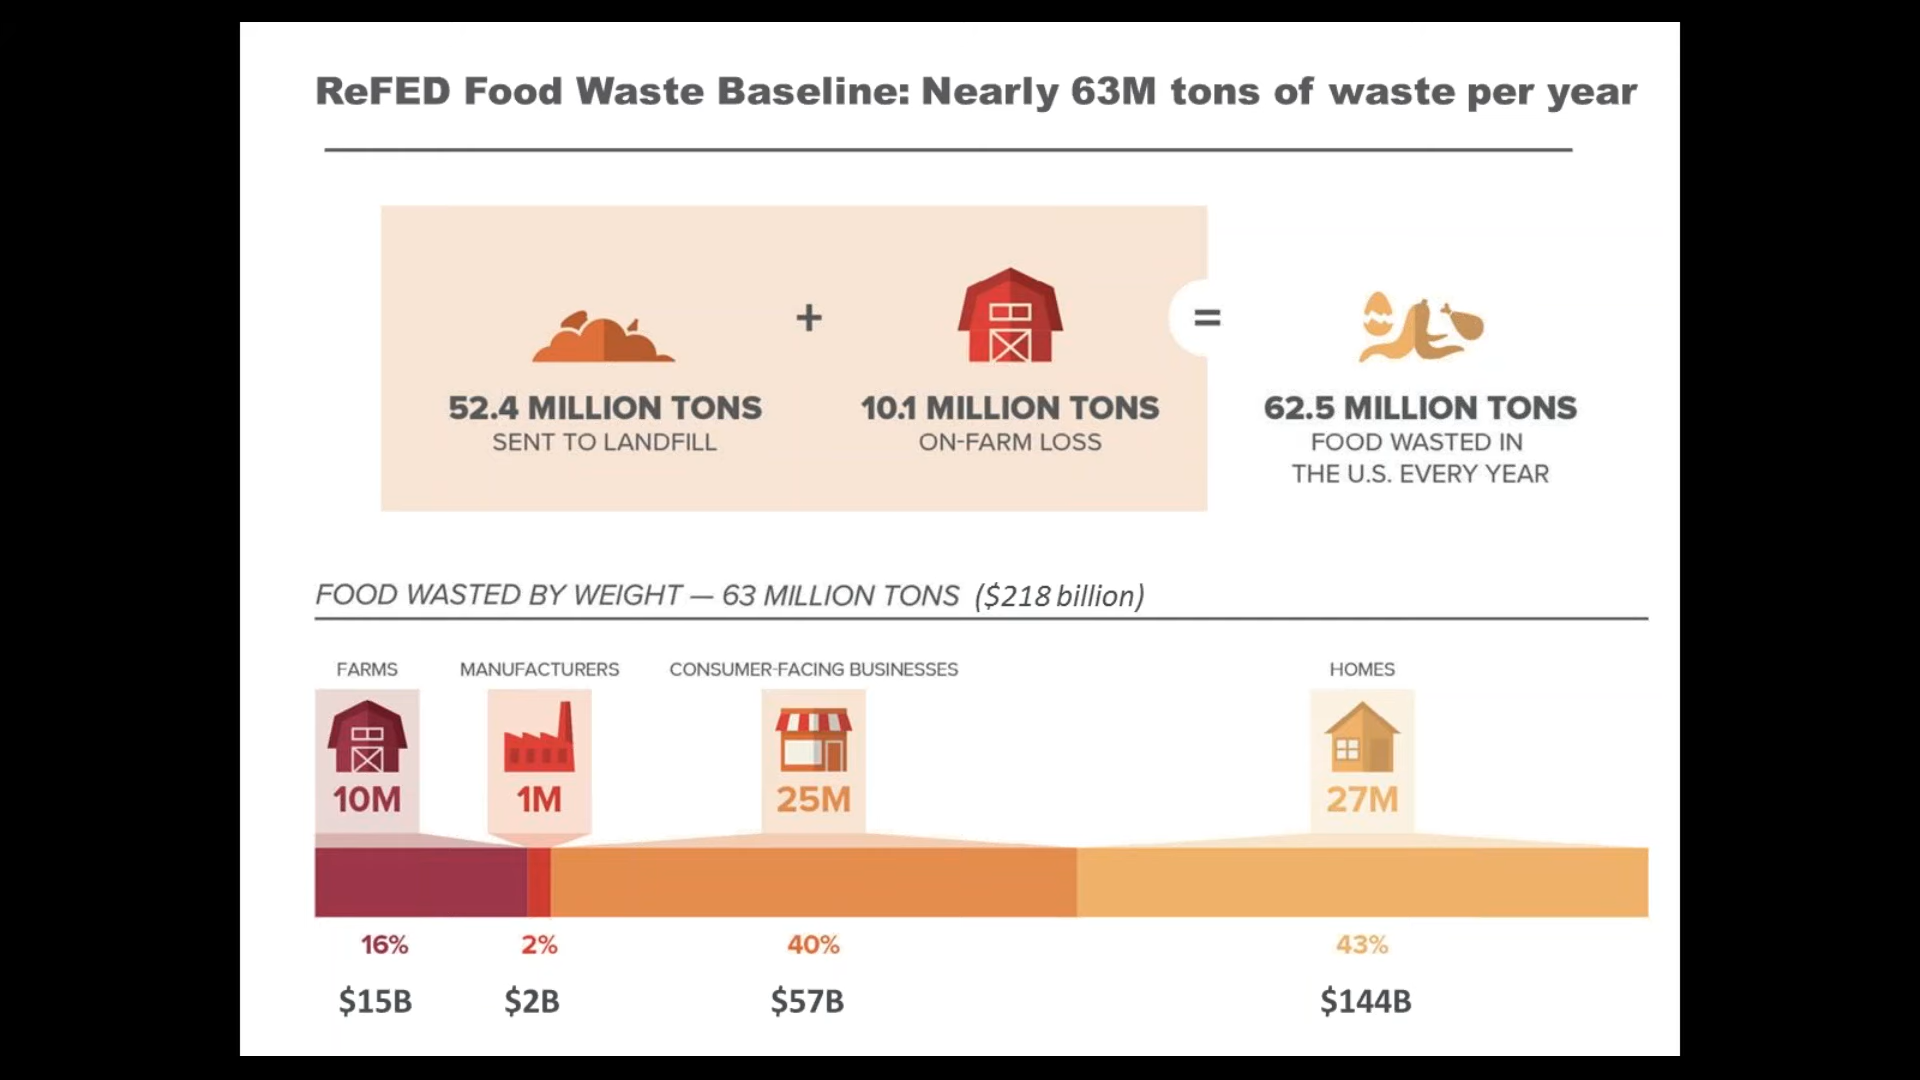 ReFED Food Waste Baseline: Nearly 63M tons of waste per year
+
=
52.4 MILLION TONS
SENT TO LANDFILL
10.1 MILLION TONS
ON-FARM LOSS
62.5 MILLION TONS
FOOD WASTED IN
THE U.S. EVERY YEAR
FOOD WASTED BY WEIGHT — 63 MILLION TONS ($218 billion)
FARMS
MANUFACTURERS
CONSUMER-FACING BUSINESSES
HOMES
10M
1M
25M
27M
16%
2%
40%
43%
$15B
$2B
$57B
$144B